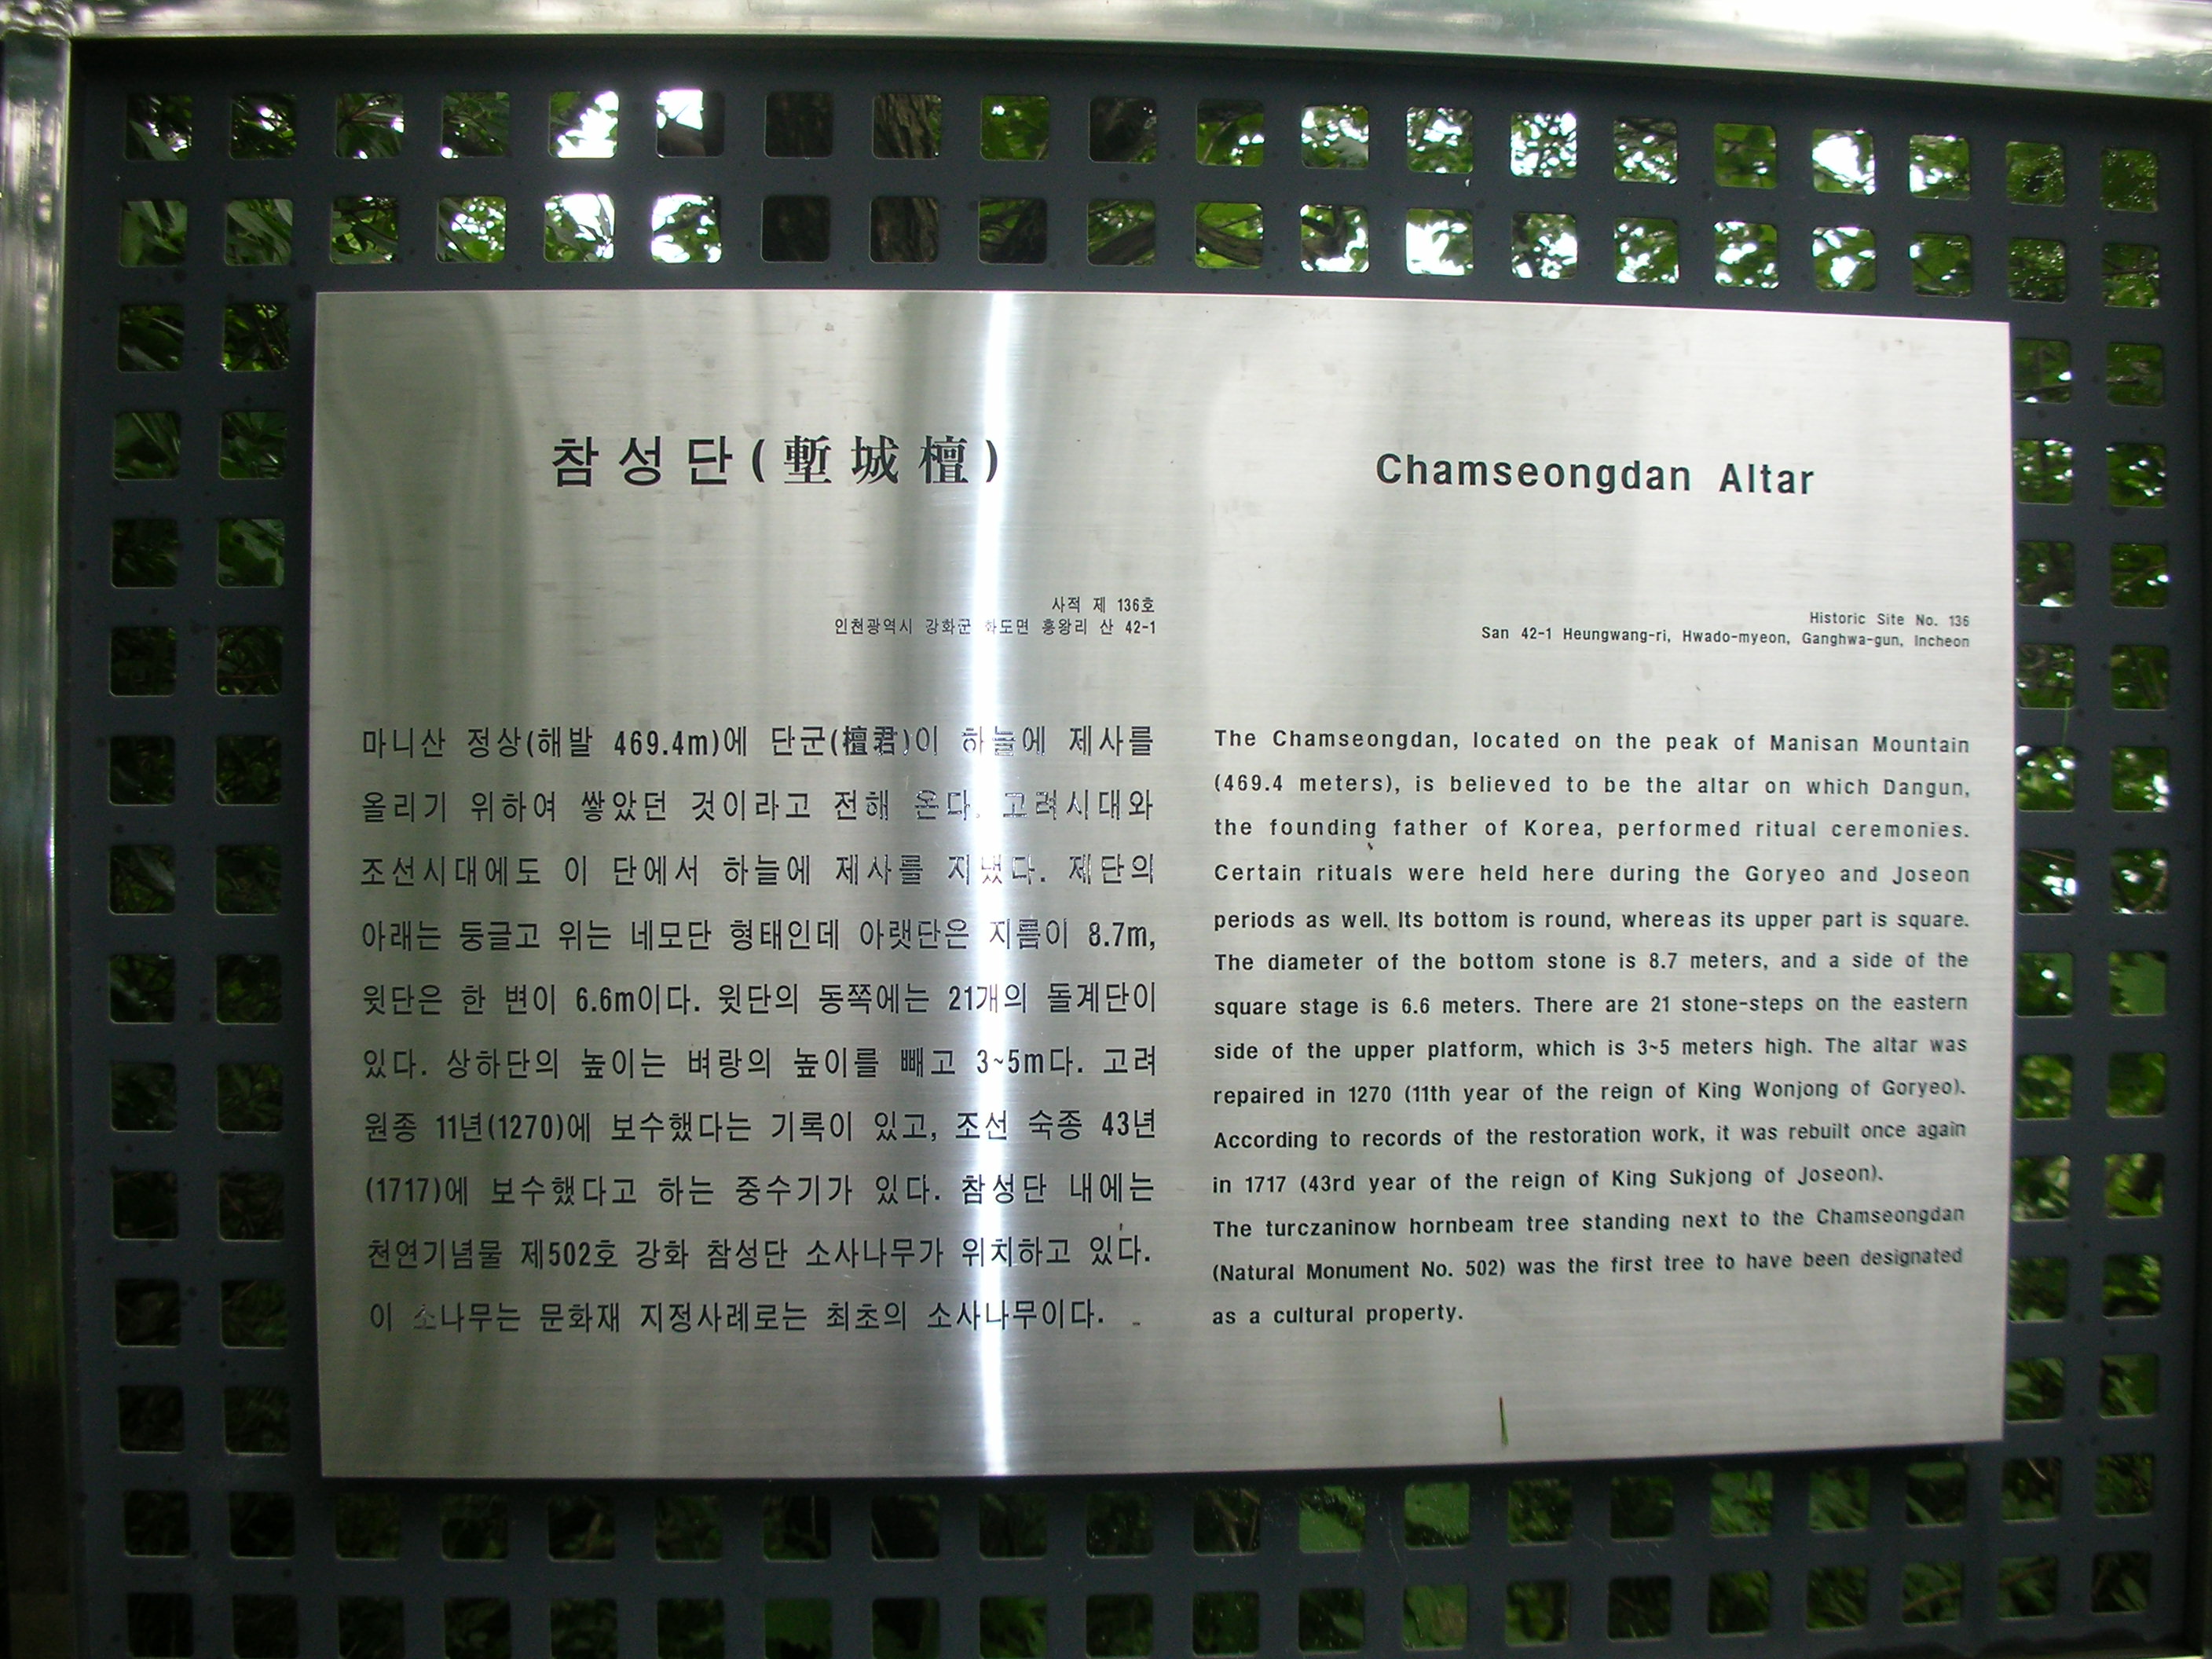 참성단(塹城檀)
사적 제 136호
인천광역시 강화군 화도면 흥왕리 산 42-1
마니산 정상(해발 469.4m)에 단군(檀君)이 하늘에 제사를
올리기 위하여 쌓았던 것이라고 전해 온다. 고려시대와
조선시대에도 이 단에서 하늘에 제사를 지냈다. 제단의
아래는 둥글고 위는 네모단 형태인데 아랫단은 지름이 8.7m,
윗단은 한 변이 6.6m이다. 윗단의 동쪽에는 21개의 돌계단이
있다. 상하단의 높이는 벼랑의 높이를 빼고 3~5m다. 고려
원종 11년(1270)에 보수했다는 기록이 있고, 조선 숙종 43년
(1717)에 보수했다고 하는 중수기가 있다. 참성단 내에는
천연기념물 제502호 강화 참성단 소사나무가 위치하고 있다.
이 소나무는 문화재 지정사례로는 최초의 소사나무이다.
Chamseongdan Altar
Historic Site No. 136
San 42-1 Heungwang-ri, Hwado-myeon, Ganghwa-gun, Incheon
The Chamseongdan, located on the peak of Manisan Mountain
(469.4 meters), is believed to be the altar on which Dangun,
the founding father of Korea, performed ritual ceremonies.
Certain rituals were held here during the Goryeo and Joseon
periods as well. Its bottom is round, whereas its upper part is square.
The diameter of the bottom stone is 8.7 meters, and a side of the
square stage is 6.6 meters. There are 21 stone-steps on the eastern
side of the upper platform, which is 3~5 meters high. The altar was
repaired in 1270 (11th year of the reign of King Wonjong of Goryeo).
According to records of the restoration work, it was rebuilt once again
in 1717 (43rd year of the reign of King Sukjong of Joseon).
The turczaninow hornbeam tree standing next to the Chamseongdan
(Natural Monument No. 502) was the first tree to have been designated
as a cultural property.